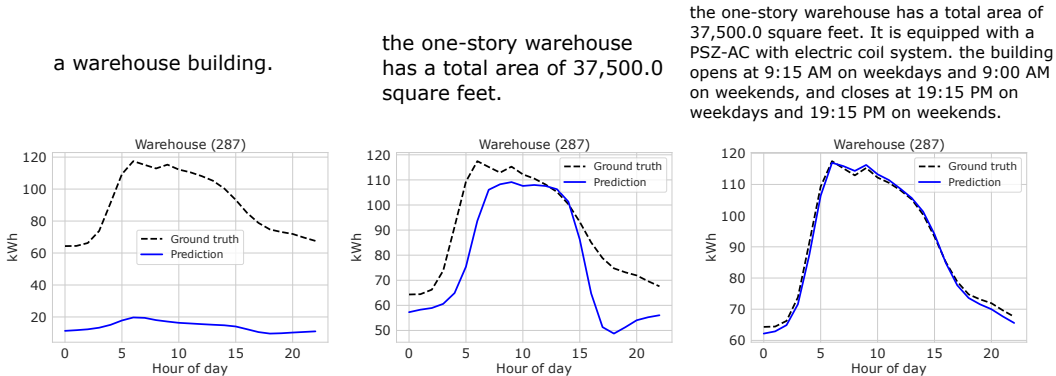 a warehouse building.
Warehouse (287)
120
100
80
60
40
20
kWh
Ground truth
Prediction
0
5
10
15
20
Hour of day
the one-story warehouse
has a total area of 37,500.0
square feet.
Warehouse (287)
120
110
100
90
80
70
60
50
kWh
Ground truth
Prediction
0
5
10
15
20
Hour of day
the one-story warehouse has a total area of
37,500.0 square feet. It is equipped with a
PSZ-AC with electric coil system. the building
opens at 9:15 AM on weekdays and 9:00 AM
on weekends, and closes at 19:15 PM on
weekdays and 19:15 PM on weekends.
Warehouse (287)
120
110
100
90
80
70
60
kWh
Ground truth
Prediction
0
5
10
15
20
Hour of day